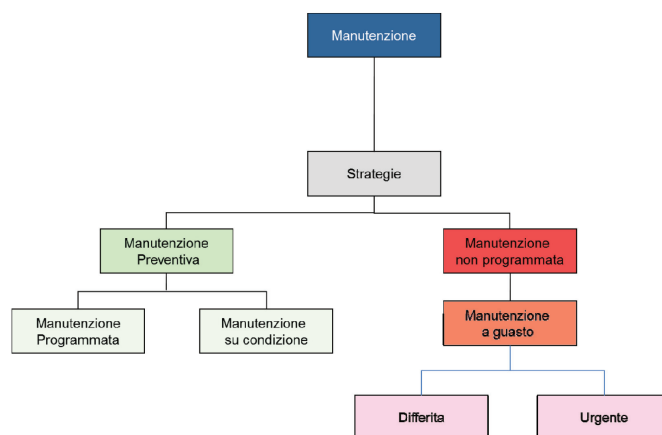 Manutenzione
Strategie
Manutenzione
Preventiva
Manutenzione
non programmata
Manutenzione
Programmata
Manutenzione
su condizione
Manutenzione
a guasto
Differita
Urgente